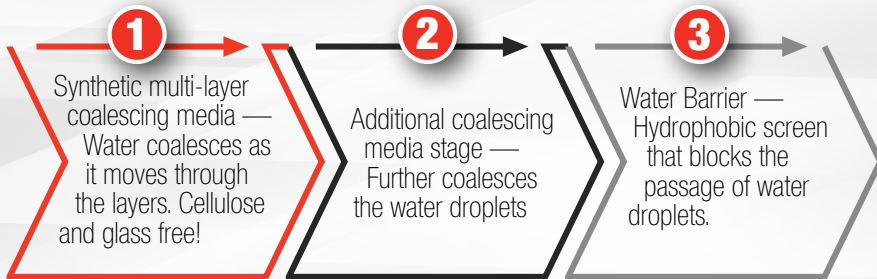 1
Synthetic multi-layer
coalescing media —
Water coalesces as
it moves through
the layers. Cellulose
and glass free!
2
Additional coalescing
media stage —
Further coalesces
the water droplets
3
Water Barrier —
Hydrophobic screen
that blocks the
passage of water
droplets.